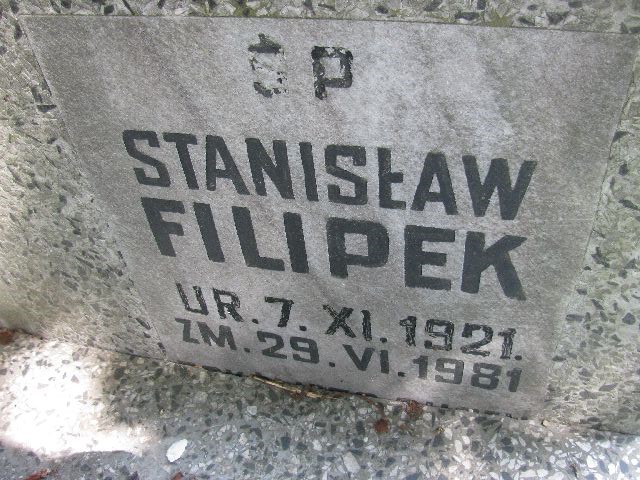 Ś P
STANISŁAW
FILIPEK
UR. 7. XI. 1921.
ZM. 29. VI. 1981